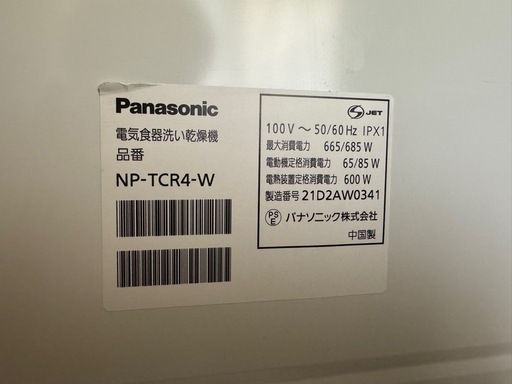 Panasonic
電気食器洗い乾燥機
品番
NP-TCR4-W
S JET
100V～50/60Hz IPX1
最大消費電力 665/685W
電動機定格消費電力 65/85W
電熱装置定格消費電力 600W
製造番号 21D2AW0341
PSE パナソニック株式会社
中国製